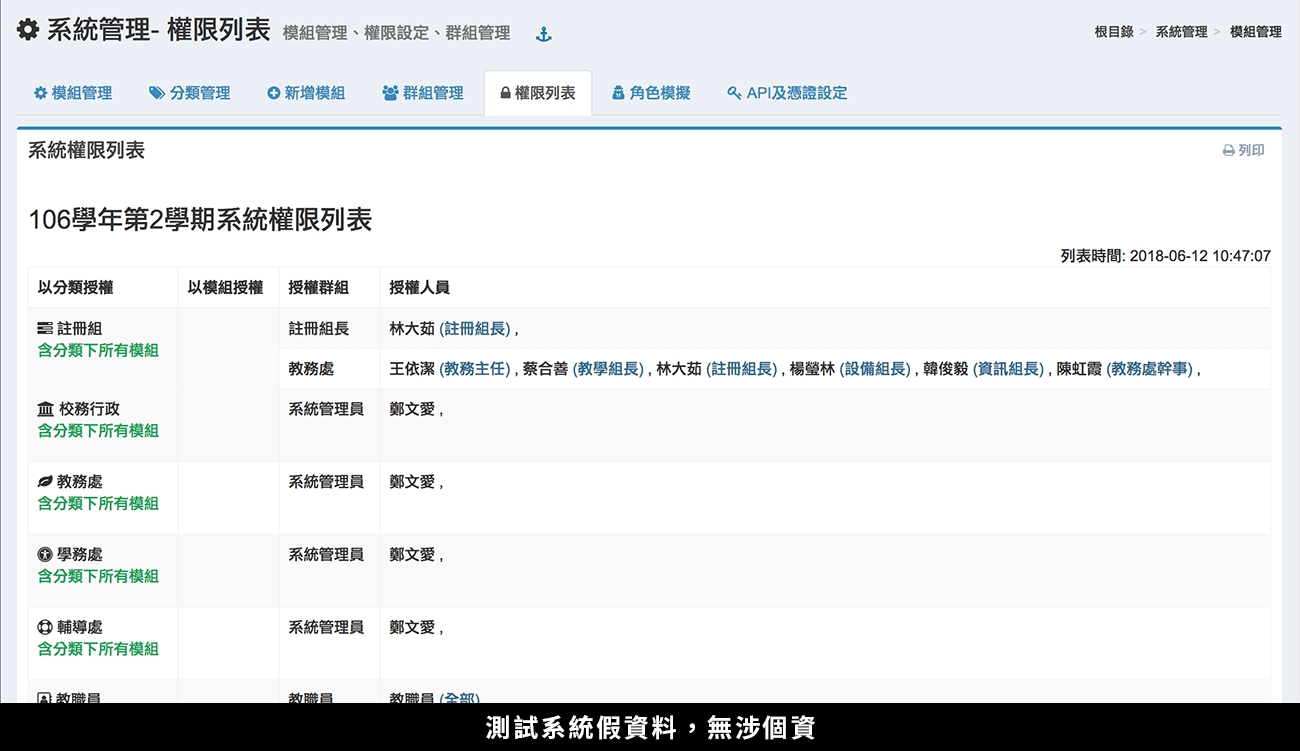 系統管理- 權限列表 模組管理、權限設定、群組管理
根目錄 > 系統管理 > 模組管理
模組管理 分類管理 新增模組 群組管理 權限列表 角色模擬 API及憑證設定
系統權限列表 列印
106學年第2學期系統權限列表
列表時間: 2018-06-12 10:47:07
以分類授權 以模組授權 授權群組 授權人員
註冊組 註冊組長 林大茹 (註冊組長) ,
含分類下所有模組
教務處 王依潔 (教務主任) , 蔡合善 (教學組長) , 林大茹 (註冊組長) , 楊瑩林 (設備組長) , 韓俊毅 (資訊組長) , 陳虹霞 (教務處幹事) ,
校務行政 系統管理員 鄭文愛 ,
含分類下所有模組
教務處 系統管理員 鄭文愛 ,
含分類下所有模組
學務處 系統管理員 鄭文愛 ,
含分類下所有模組
輔導處 系統管理員 鄭文愛 ,
含分類下所有模組
教職員 教職員 教職員 (全部)
測試系統假資料，無涉個資